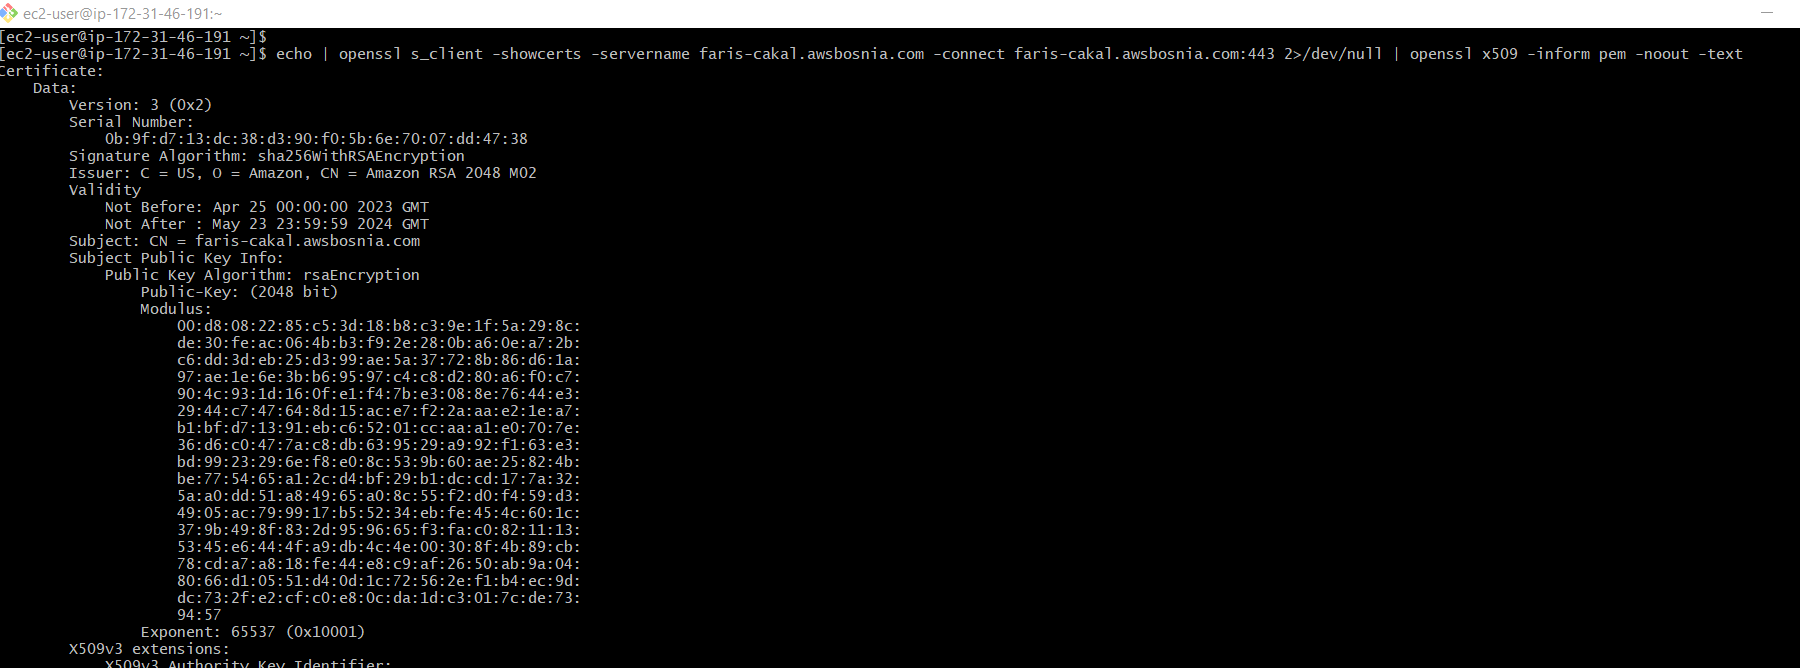 ec2-user@ip-172-31-46-191:~
[ec2-user@ip-172-31-46-191 ~]$
[ec2-user@ip-172-31-46-191 ~]$ echo | openssl s_client -showcerts -servername faris-cakal.awsbosnia.com -connect faris-cakal.awsbosnia.com:443 2>/dev/null | openssl x509 -inform pem -noout -text
Certificate:
Data:
Version: 3 (0x2)
Serial Number:
0b:9f:d7:13:dc:38:d3:90:f0:5b:6e:70:07:dd:47:38
Signature Algorithm: sha256WithRSAEncryption
Issuer: C = US, O = Amazon, CN = Amazon RSA 2048 M02
Validity
Not Before: Apr 25 00:00:00 2023 GMT
Not After : May 23 23:59:59 2024 GMT
Subject: CN = faris-cakal.awsbosnia.com
Subject Public Key Info:
Public Key Algorithm: rsaEncryption
Public-Key: (2048 bit)
Modulus:
00:d8:08:22:85:c5:3d:18:b8:c3:9e:1f:5a:29:8c:
de:30:fe:ac:06:4b:b3:f9:2e:28:0b:a6:0e:a7:2b:
c6:dd:3d:eb:25:d3:99:ae:5a:37:72:8b:86:d6:1a:
97:ae:1e:6e:3b:b6:95:97:c4:c8:d2:80:a6:f0:c7:
90:4c:93:1d:16:0f:e1:f4:7b:e3:08:8e:76:44:e3:
29:44:c7:47:64:8d:15:ac:e7:f2:2a:aa:e2:1e:a7:
b1:bf:d7:13:91:eb:c6:52:01:cc:aa:a1:e0:70:7e:
36:d6:c0:47:7a:c8:db:63:95:29:a9:92:f1:63:e3:
bd:99:23:29:6e:f8:e0:8c:53:9b:60:ae:25:82:4b:
be:77:54:65:a1:2c:d4:bf:29:b1:dc:cd:17:7a:32:
5a:a0:dd:51:a8:49:65:a0:8c:55:f2:d0:f4:59:d3:
49:05:ac:79:99:17:b5:52:34:eb:fe:45:4c:60:1c:
37:9b:49:8f:83:2d:95:96:65:f3:fa:c0:82:11:13:
53:45:e6:44:4f:a9:db:4c:4e:00:30:8f:4b:89:cb:
78:cd:a7:a8:18:fe:44:e8:c9:af:26:50:ab:9a:04:
80:66:d1:05:51:d4:0d:1c:72:56:2e:f1:b4:ec:9d:
dc:73:2f:e2:cf:c0:e8:0c:da:1d:c3:01:7c:de:73:
94:57
Exponent: 65537 (0x10001)
X509v3 extensions:
X509v3 Authority Key Identifier: